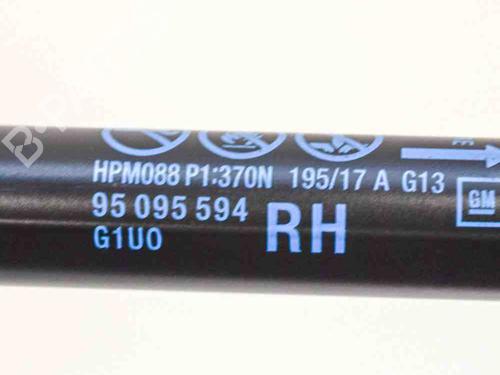 HPM088 P1:370N 195/17 A G13
95 095 594 RH
G1U0
GM